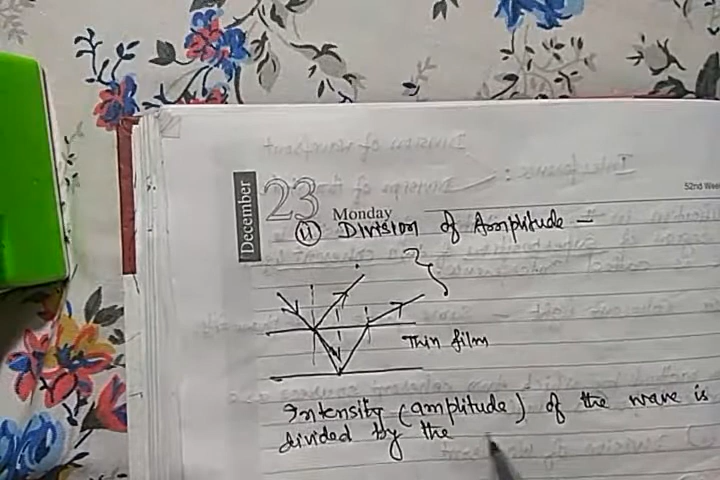 December
23
Monday
52nd Week
(ii) Division of Amplitude -
Thin film
Intensity (amplitude) of the wave is
divided by the